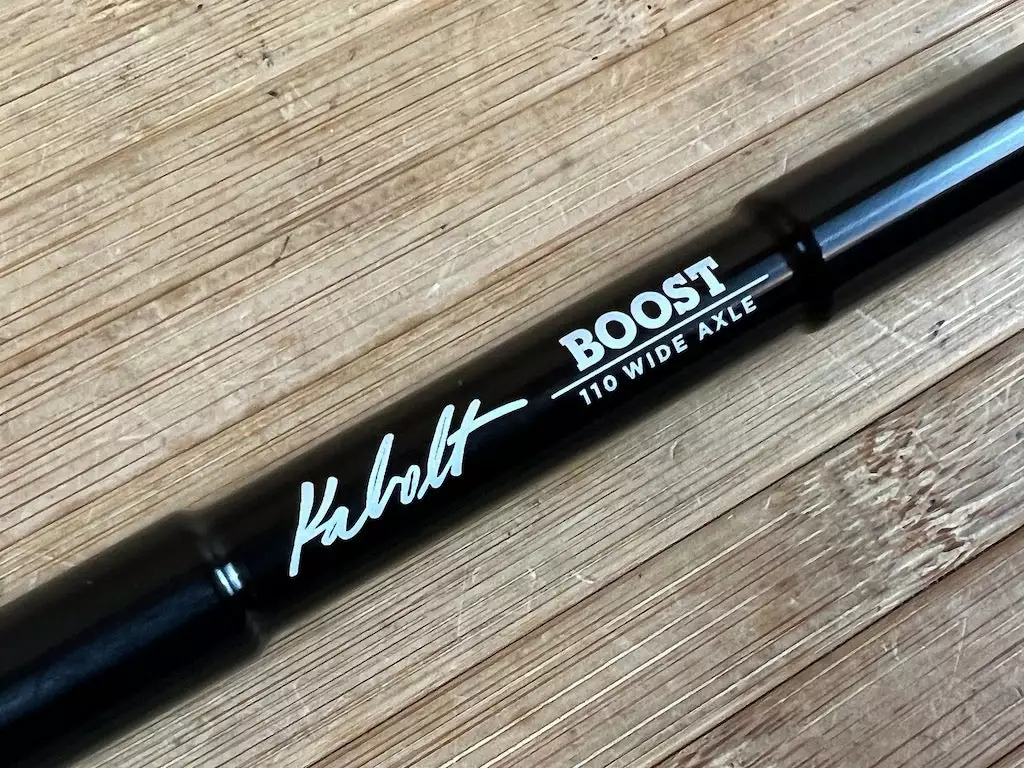 Kabolt
BOOST
110 WIDE AXLE